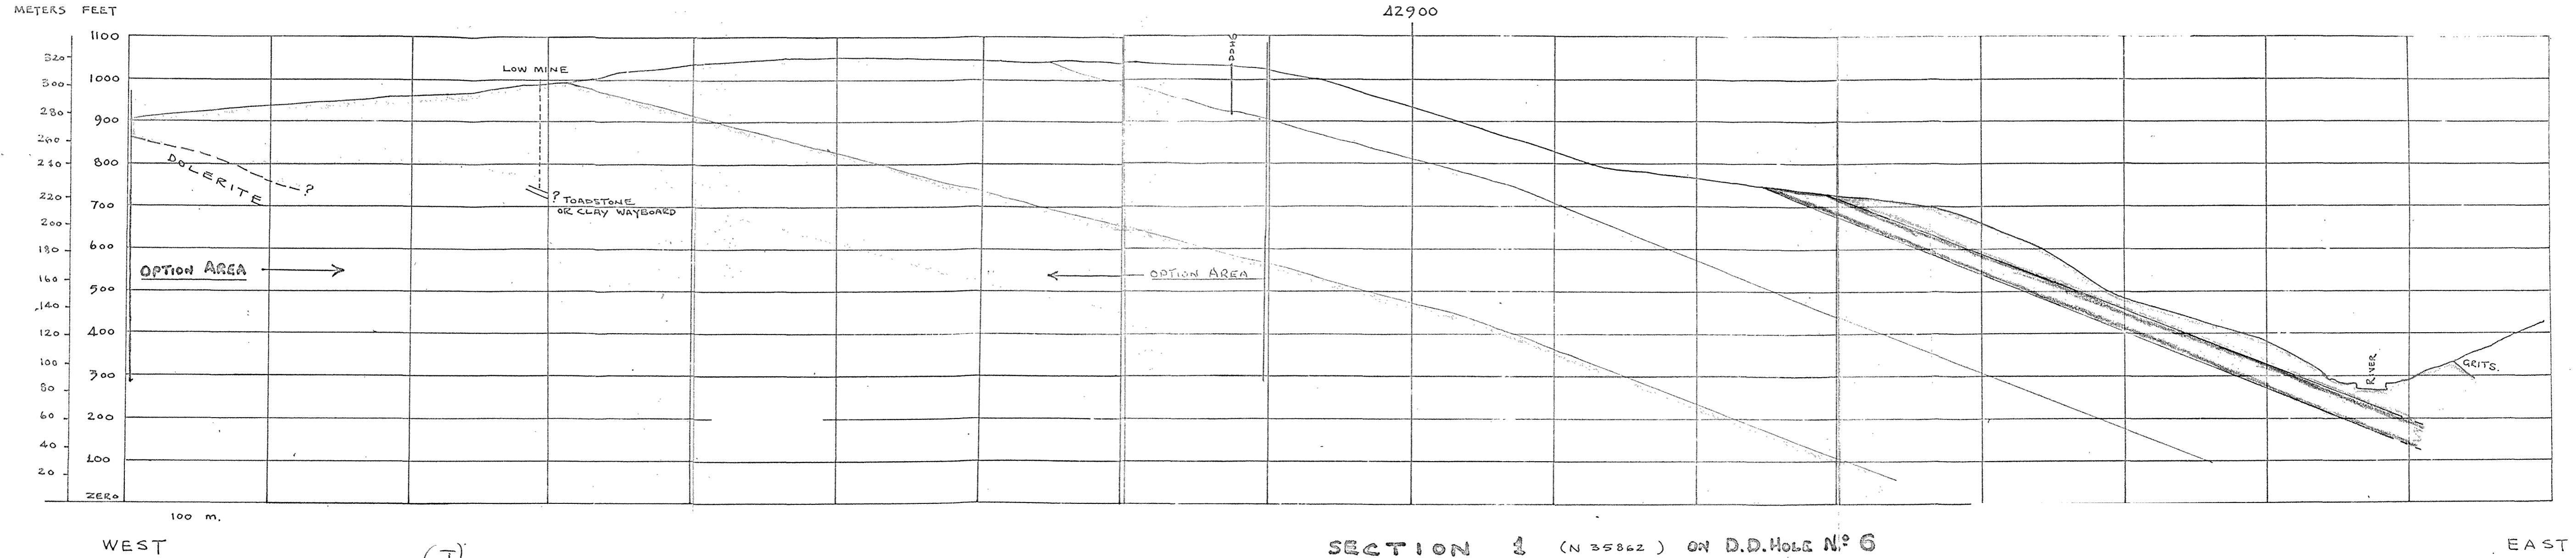 METERS FEET
42900
1100
320
DDH6
LOW MINE
1000
300
280
900
260
240
800
DOLERITE
?
220
? TOADSTONE
OR CLAY WAYBOARD
700
200
180
600
160
OPTION AREA
OPTION AREA
500
140
120
400
100
300
80
RIVER
GRITS.
60
200
40
100
20
ZERO
100 m.
WEST
(I)
SECTION 1 (N 35862) ON D.D.HOLE Nº 6
EAST